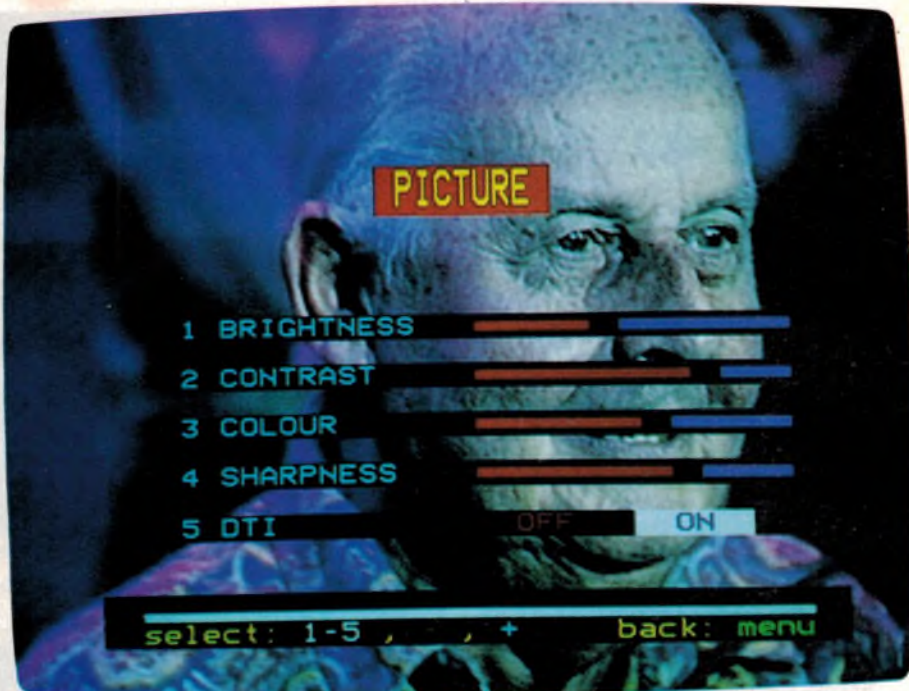 PICTURE
1 BRIGHTNESS
2 CONTRAST
3 COLOUR
4 SHARPNESS
5 DTI OFF ON
select: 1-5 , - , + back: menu